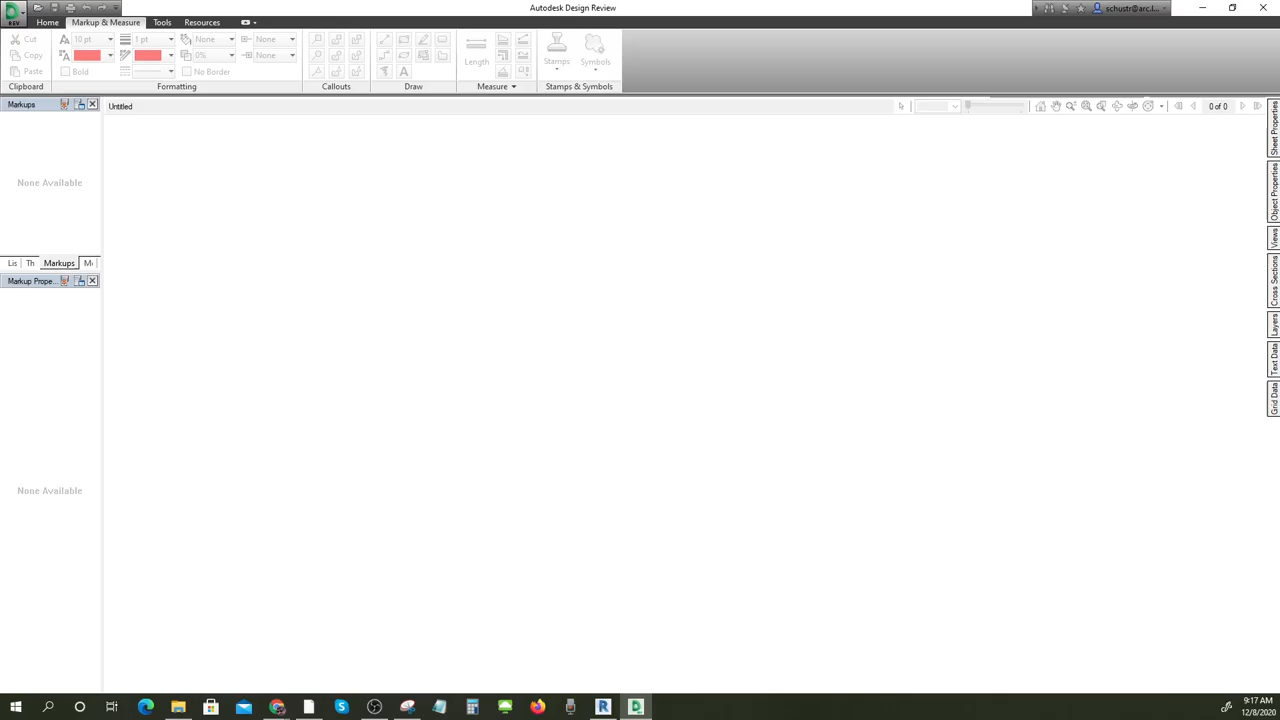 Autodesk Design Review
schustr@arc.l...
REV
Home Markup & Measure Tools Resources
Cut
Copy
Paste
Clipboard
10 pt 1 pt None None
0% None
Bold No Border
Formatting
Callouts
Draw
Length
Measure
Stamps
Symbols
Stamps & Symbols
Markups
Untitled
0 of 0
None Available
Lis Th Markups
Markup Prope...
None Available
Sheet Properties
Object Properties
Views
Cross Sections
Layers
Text Data
Grid Data
9:17 AM
12/8/2020